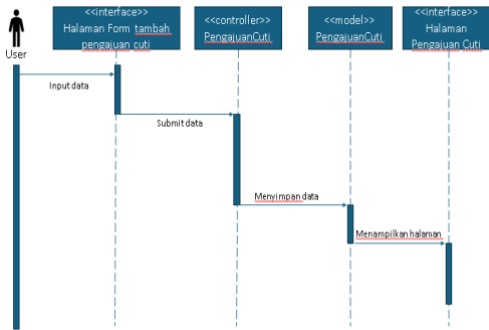 User
<<interface>>
Halaman Form tambah
pengajuan cuti
<<controller>>
PengajuanCuti
<<model>>
PengajuanCuti
<<interface>>
Halaman
Pengajuan Cuti
Input data
Submit data
Menyimpan data
Menampilkan halaman